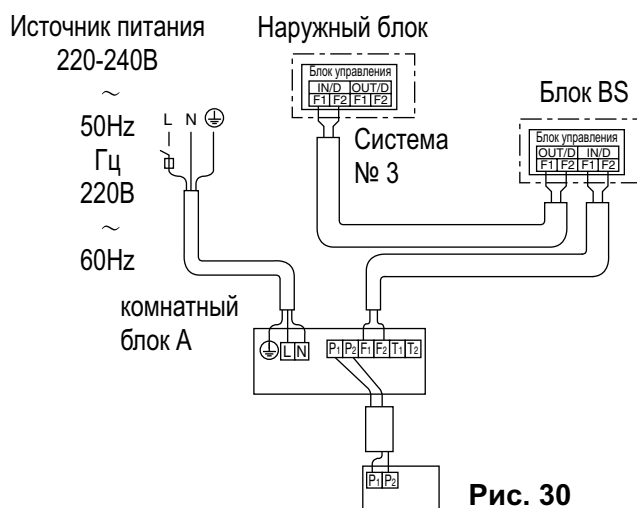 Источник питания
220-240В
~
50Hz
Гц
220В
~
60Hz
L N
Наружный блок
Блок управления
IN/D OUT/D
F1 F2 F1 F2
Система
№ 3
Блок BS
Блок управления
OUT/D IN/D
F1 F2 F1 F2
комнатный
блок А
L N
P1 P2 F1 F2 T1 T2
P1 P2
Рис. 30